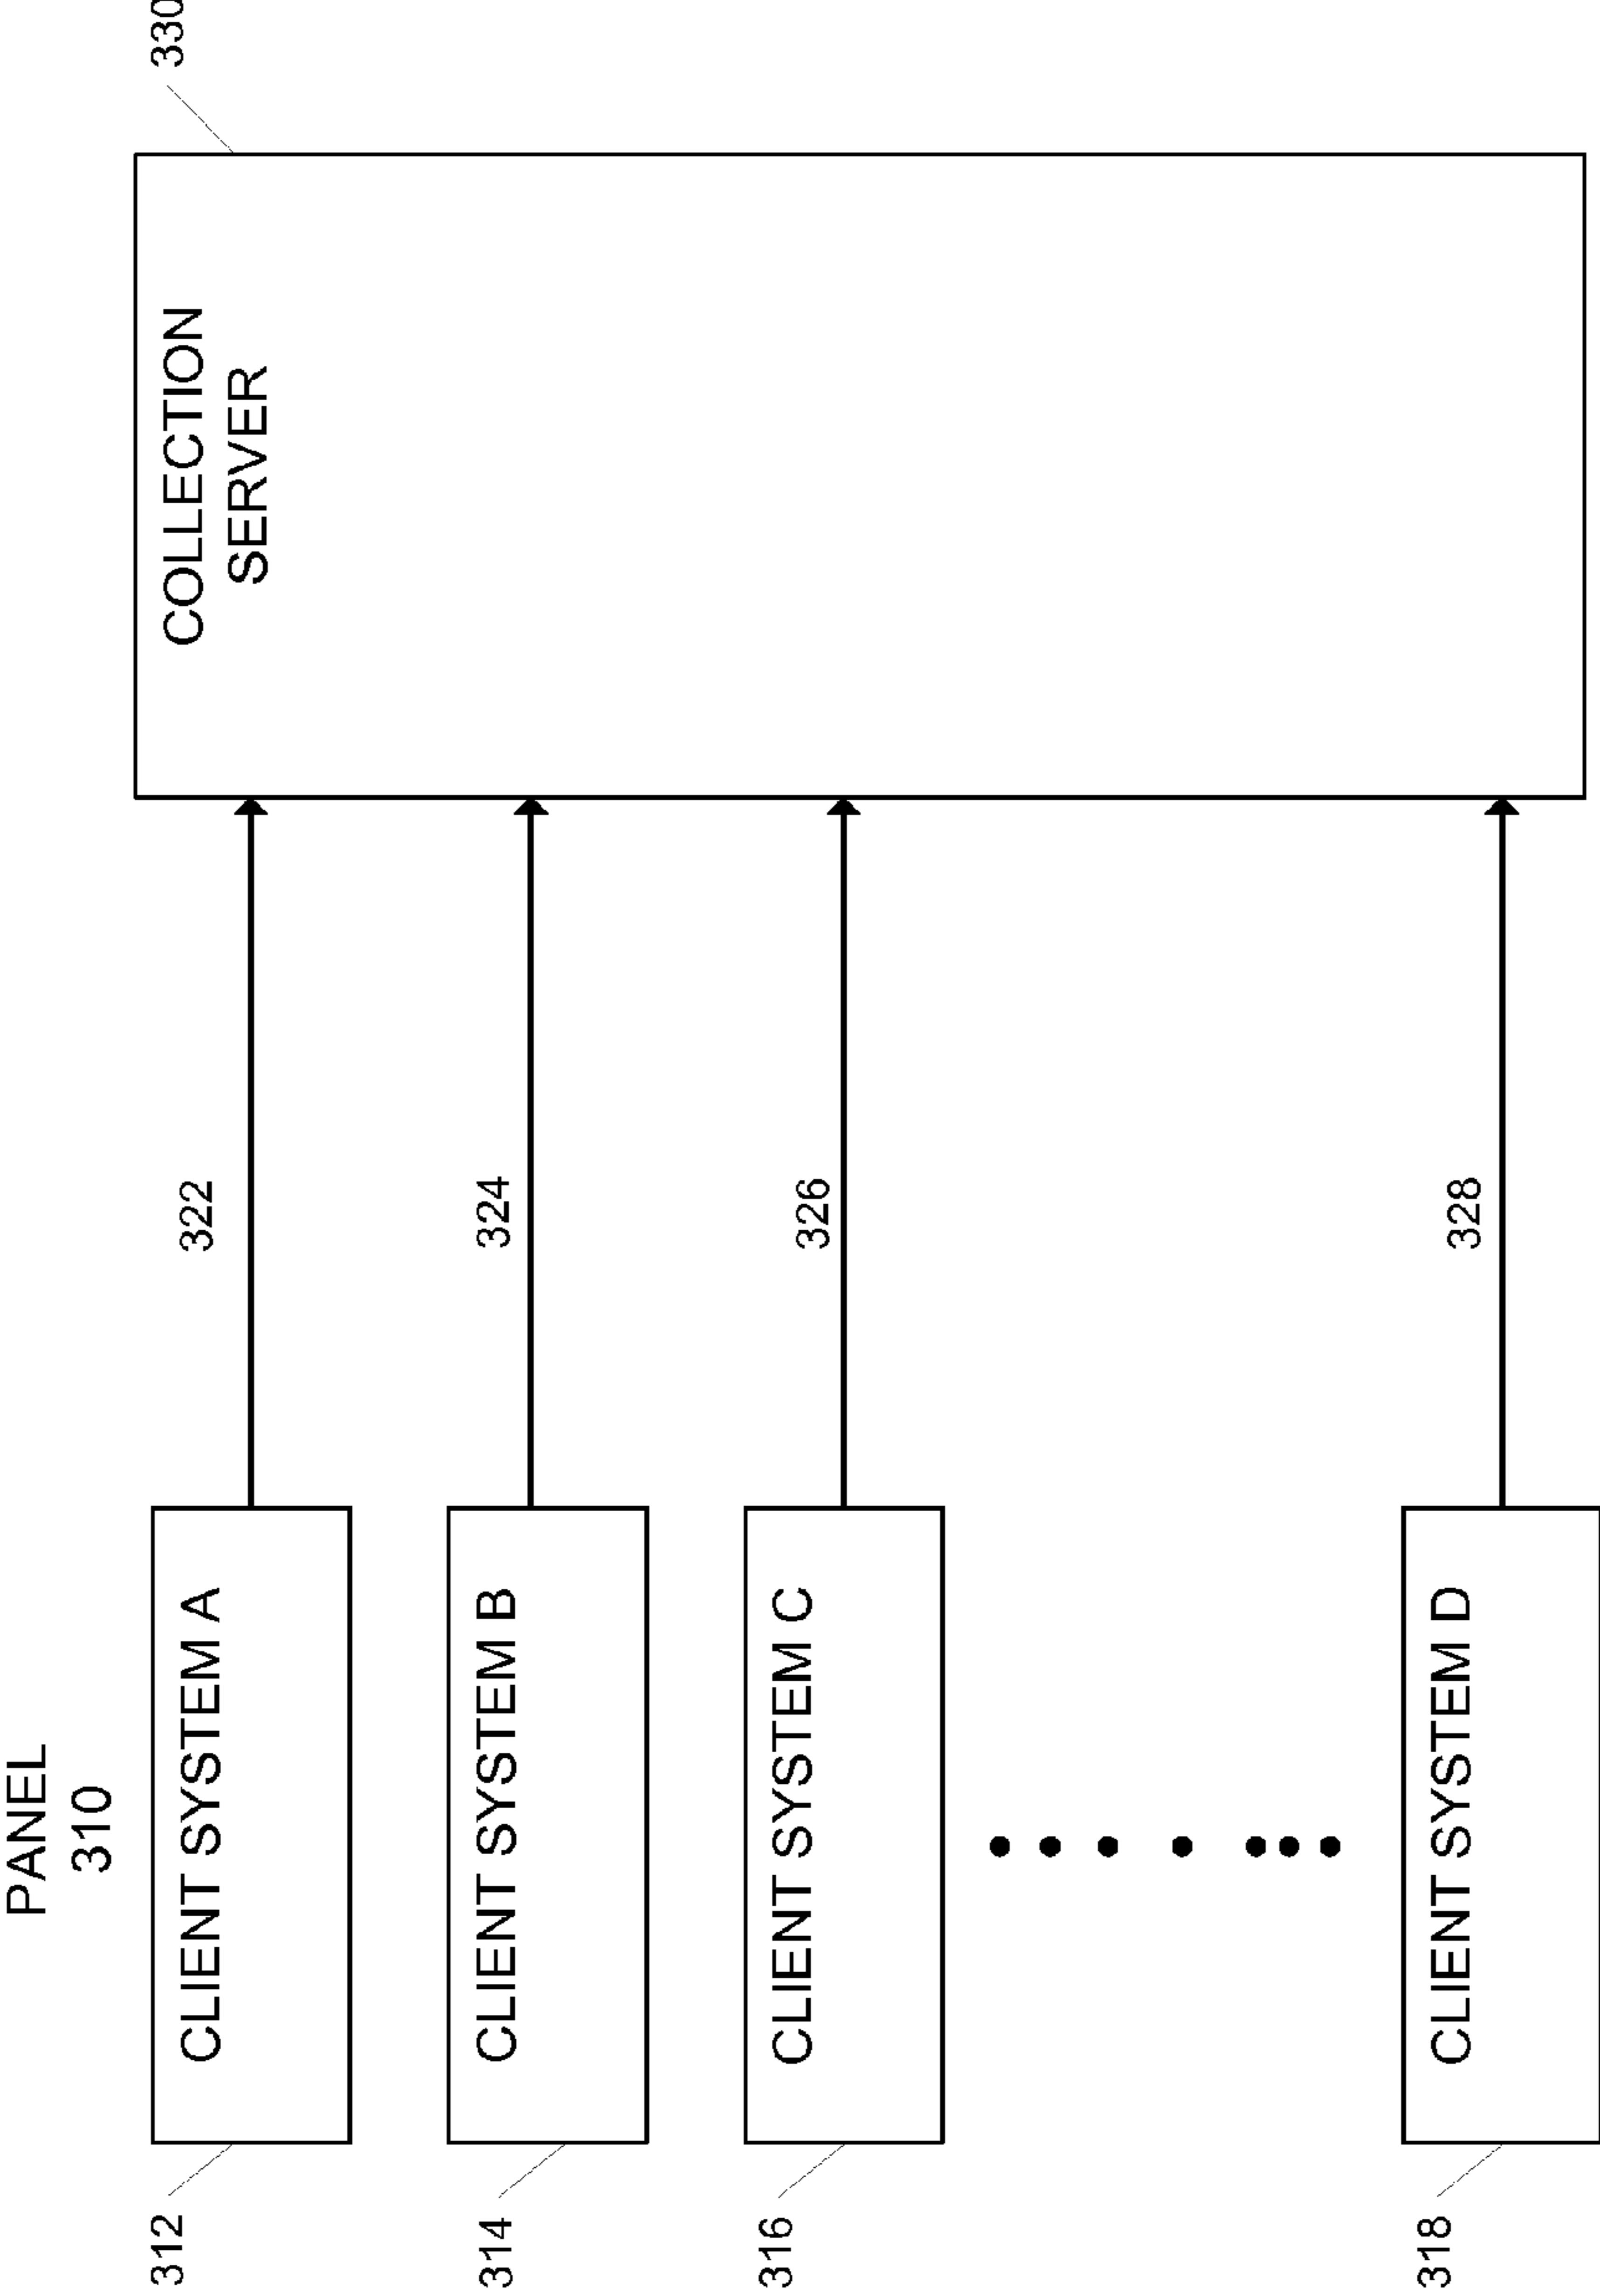 PANEL
310
312
CLIENT SYSTEM A
322
COLLECTION
SERVER
330
314
CLIENT SYSTEM B
324
316
CLIENT SYSTEM C
326
318
CLIENT SYSTEM D
328